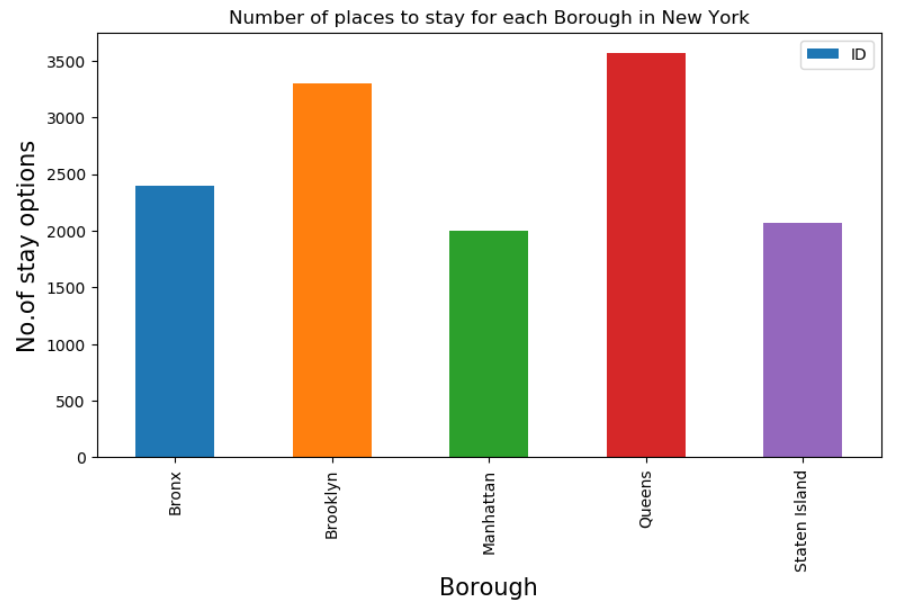 Number of places to stay for each Borough in New York
ID
No.of stay options
3500
3000
2500
2000
1500
1000
500
0
Bronx
Brooklyn
Manhattan
Queens
Staten Island
Borough